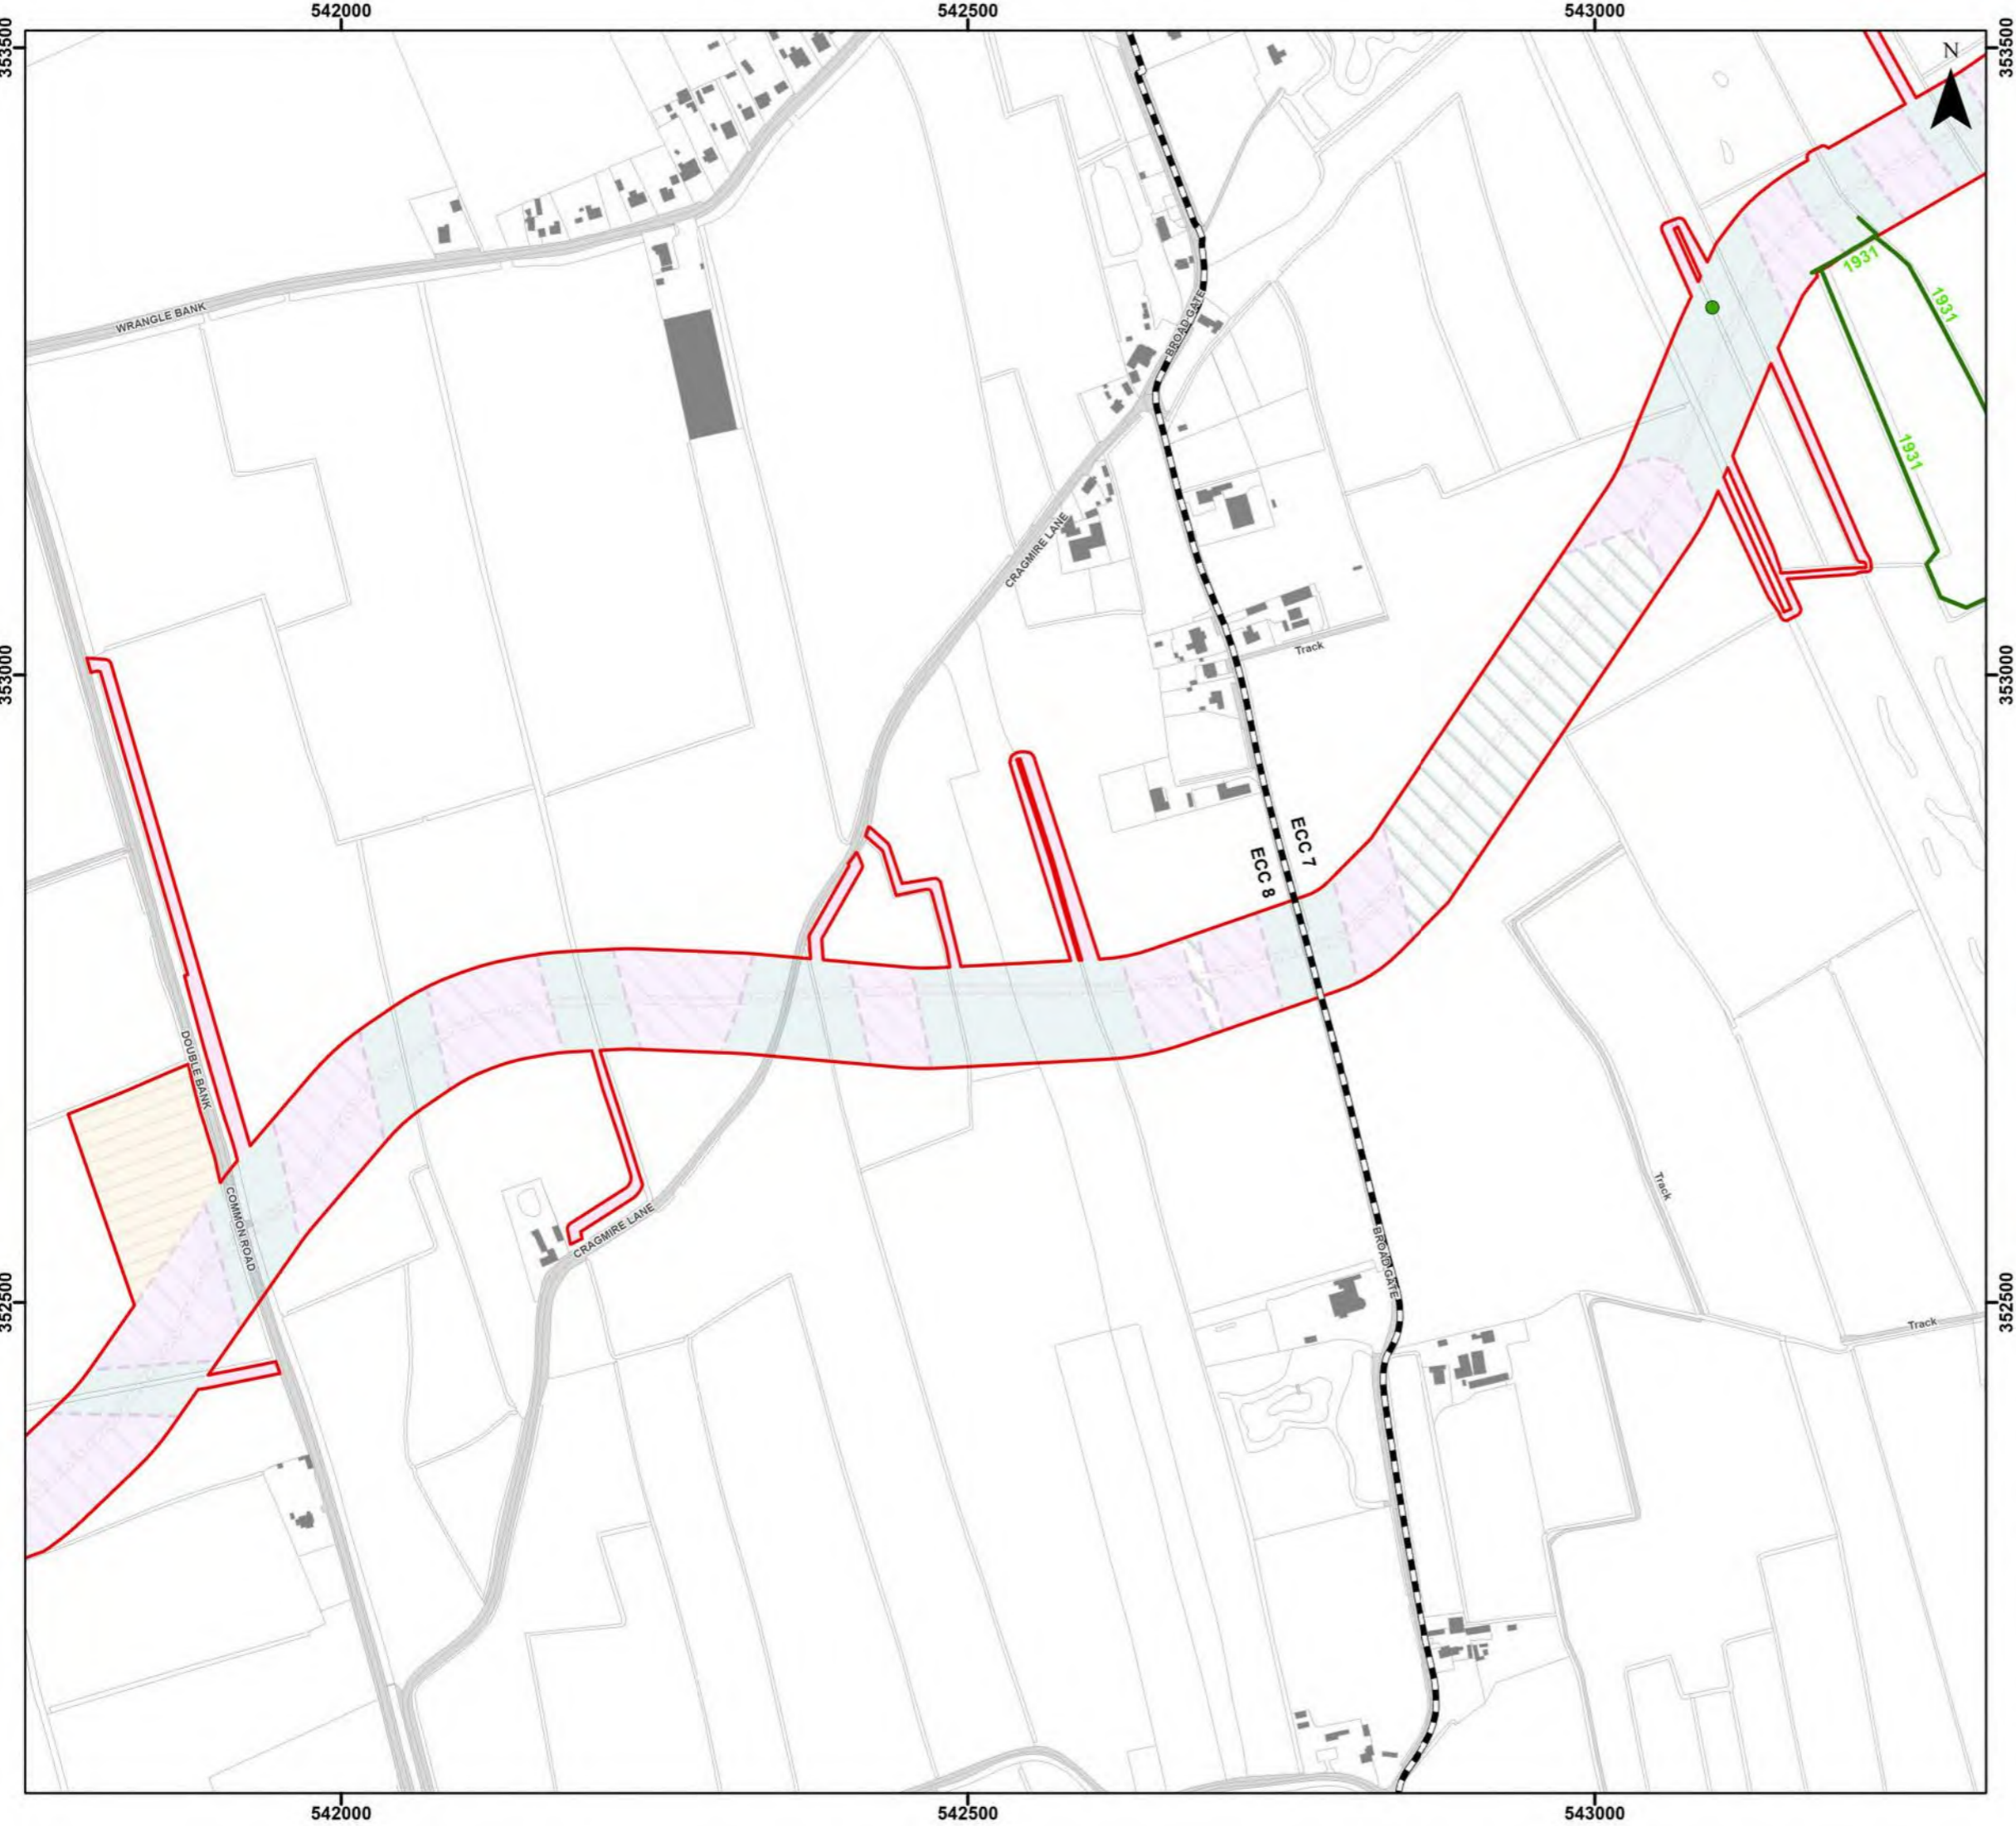 542000
542500
543000
353500
353500
N
1931
1931
WRANGLE BANK
BROAD GATE
1931
CRAGMIRE LANE
Track
353000
353000
ECC 7
ECC 8
DOUBLE BANK
COMMON ROAD
CRAGMIRE LANE
Track
BROAD GATE
352500
352500
Track
542000
542500
543000